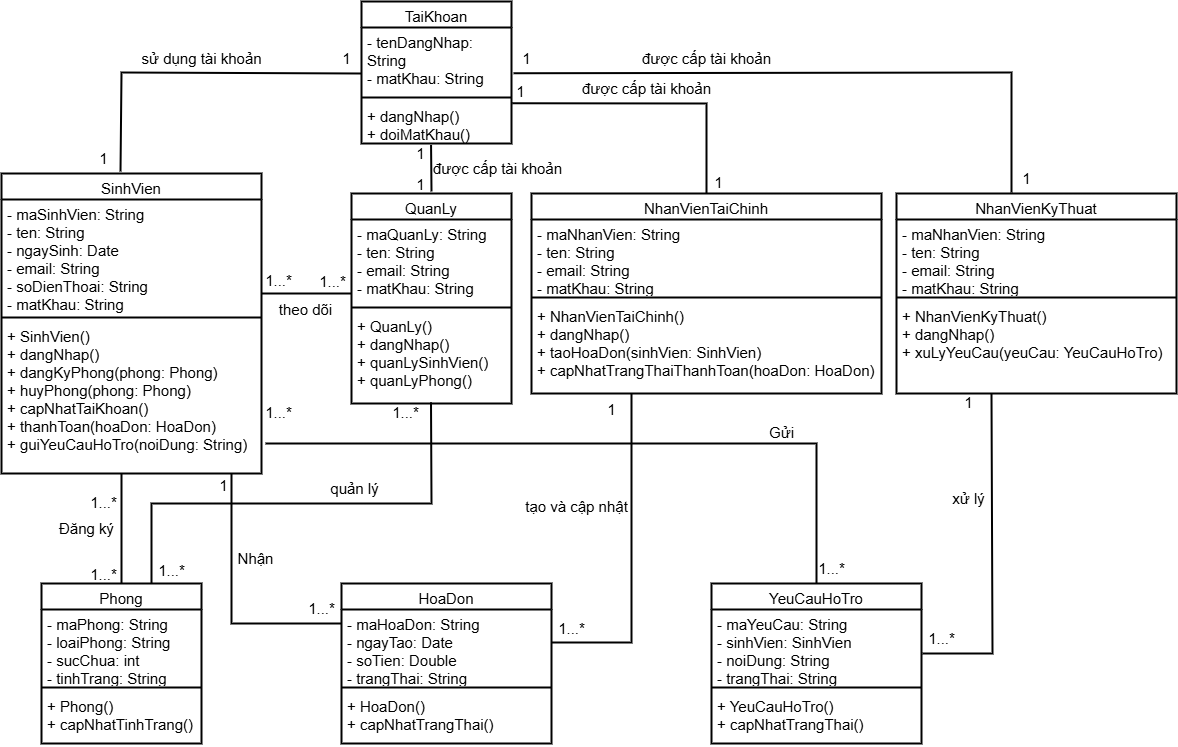 TaiKhoan
- tenDangNhap:
String
- matKhau: String
+ dangNhap()
+ doiMatKhau()
sử dụng tài khoản
1
1
được cấp tài khoản
1
1
được cấp tài khoản
1
1
được cấp tài khoản
1
1
SinhVien
- maSinhVien: String
- ten: String
- ngaySinh: Date
- email: String
- soDienThoai: String
- matKhau: String
+ SinhVien()
+ dangNhap()
+ dangKyPhong(phong: Phong)
+ huyPhong(phong: Phong)
+ capNhatTaiKhoan()
+ thanhToan(hoaDon: HoaDon)
+ guiYeuCauHoTro(noiDung: String)
1...*
1...*
theo dõi
QuanLy
- maQuanLy: String
- ten: String
- email: String
- matKhau: String
+ QuanLy()
+ dangNhap()
+ quanLySinhVien()
+ quanLyPhong()
NhanVienTaiChinh
- maNhanVien: String
- ten: String
- email: String
- matKhau: String
+ NhanVienTaiChinh()
+ dangNhap()
+ taoHoaDon(sinhVien: SinhVien)
+ capNhatTrangThaiThanhToan(hoaDon: HoaDon)
NhanVienKyThuat
- maNhanVien: String
- ten: String
- email: String
- matKhau: String
+ NhanVienKyThuat()
+ dangNhap()
+ xuLyYeuCau(yeuCau: YeuCauHoTro)
1...*
1...*
1
1
Gửi
1...*
1
quản lý
tạo và cập nhật
xử lý
Đăng ký
Nhận
1...*
1...*
1...*
1...*
1...*
1...*
Phong
- maPhong: String
- loaiPhong: String
- sucChua: int
- tinhTrang: String
+ Phong()
+ capNhatTinhTrang()
HoaDon
- maHoaDon: String
- ngayTao: Date
- soTien: Double
- trangThai: String
+ HoaDon()
+ capNhatTrangThai()
YeuCauHoTro
- maYeuCau: String
- sinhVien: SinhVien
- noiDung: String
- trangThai: String
+ YeuCauHoTro()
+ capNhatTrangThai()